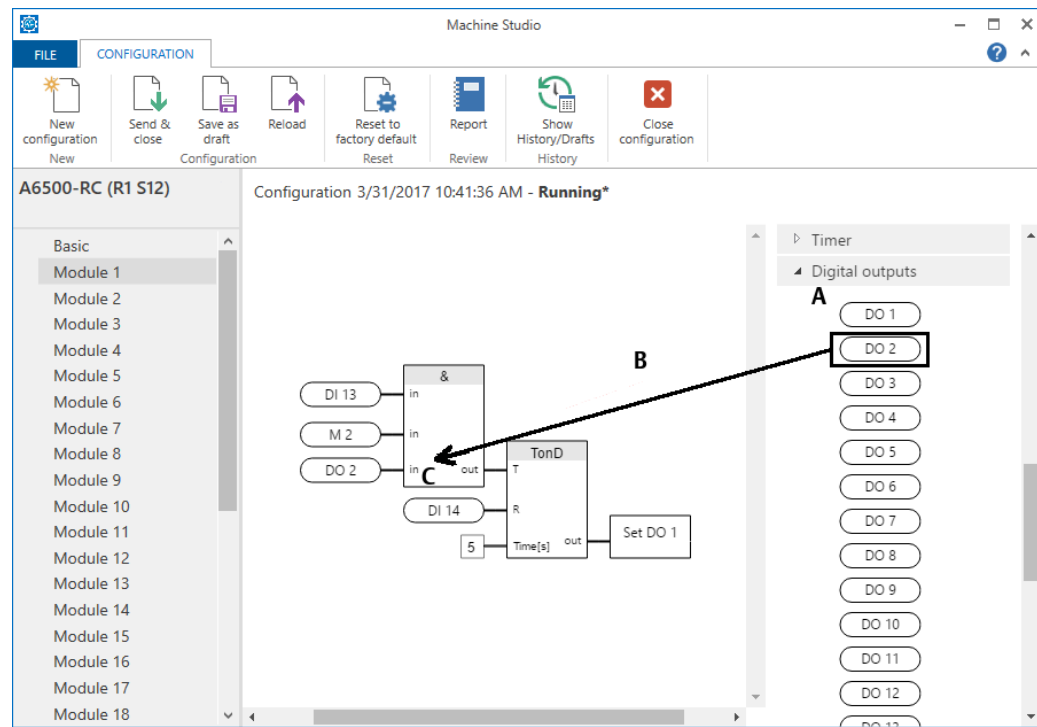 Machine Studio
FILE CONFIGURATION
New configuration
Send & close
Save as draft
Reload
Reset to factory default
Report
Show History/Drafts
Close configuration
New Configuration Reset Review History
A6500-RC (R1 S12)
Configuration 3/31/2017 10:41:36 AM - Running*
Basic
Module 1
Module 2
Module 3
Module 4
Module 5
Module 6
Module 7
Module 8
Module 9
Module 10
Module 11
Module 12
Module 13
Module 14
Module 15
Module 16
Module 17
Module 18
&
DI 13 in
M 2 in
DO 2 in C out
TonD
T
DI 14 R
5 Time[s] out
Set DO 1
B
Timer
Digital outputs
A
DO 1
DO 2
DO 3
DO 4
DO 5
DO 6
DO 7
DO 8
DO 9
DO 10
DO 11
DO 12